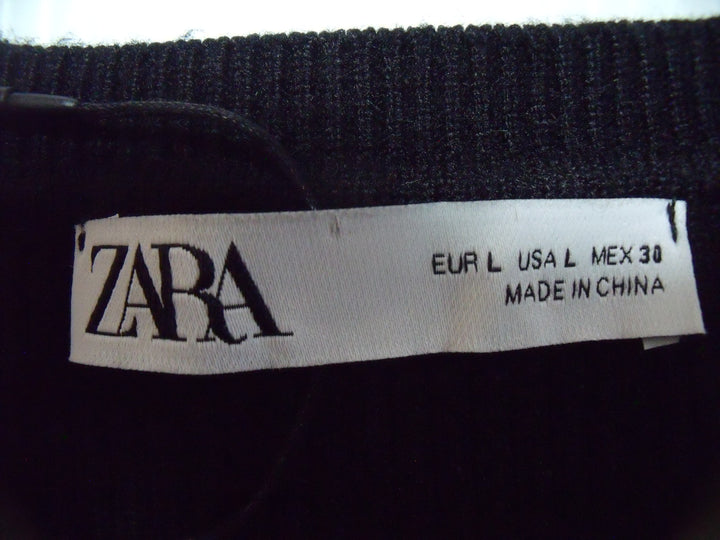 ZARA
EUR L USA L MEX 30
MADE IN CHINA